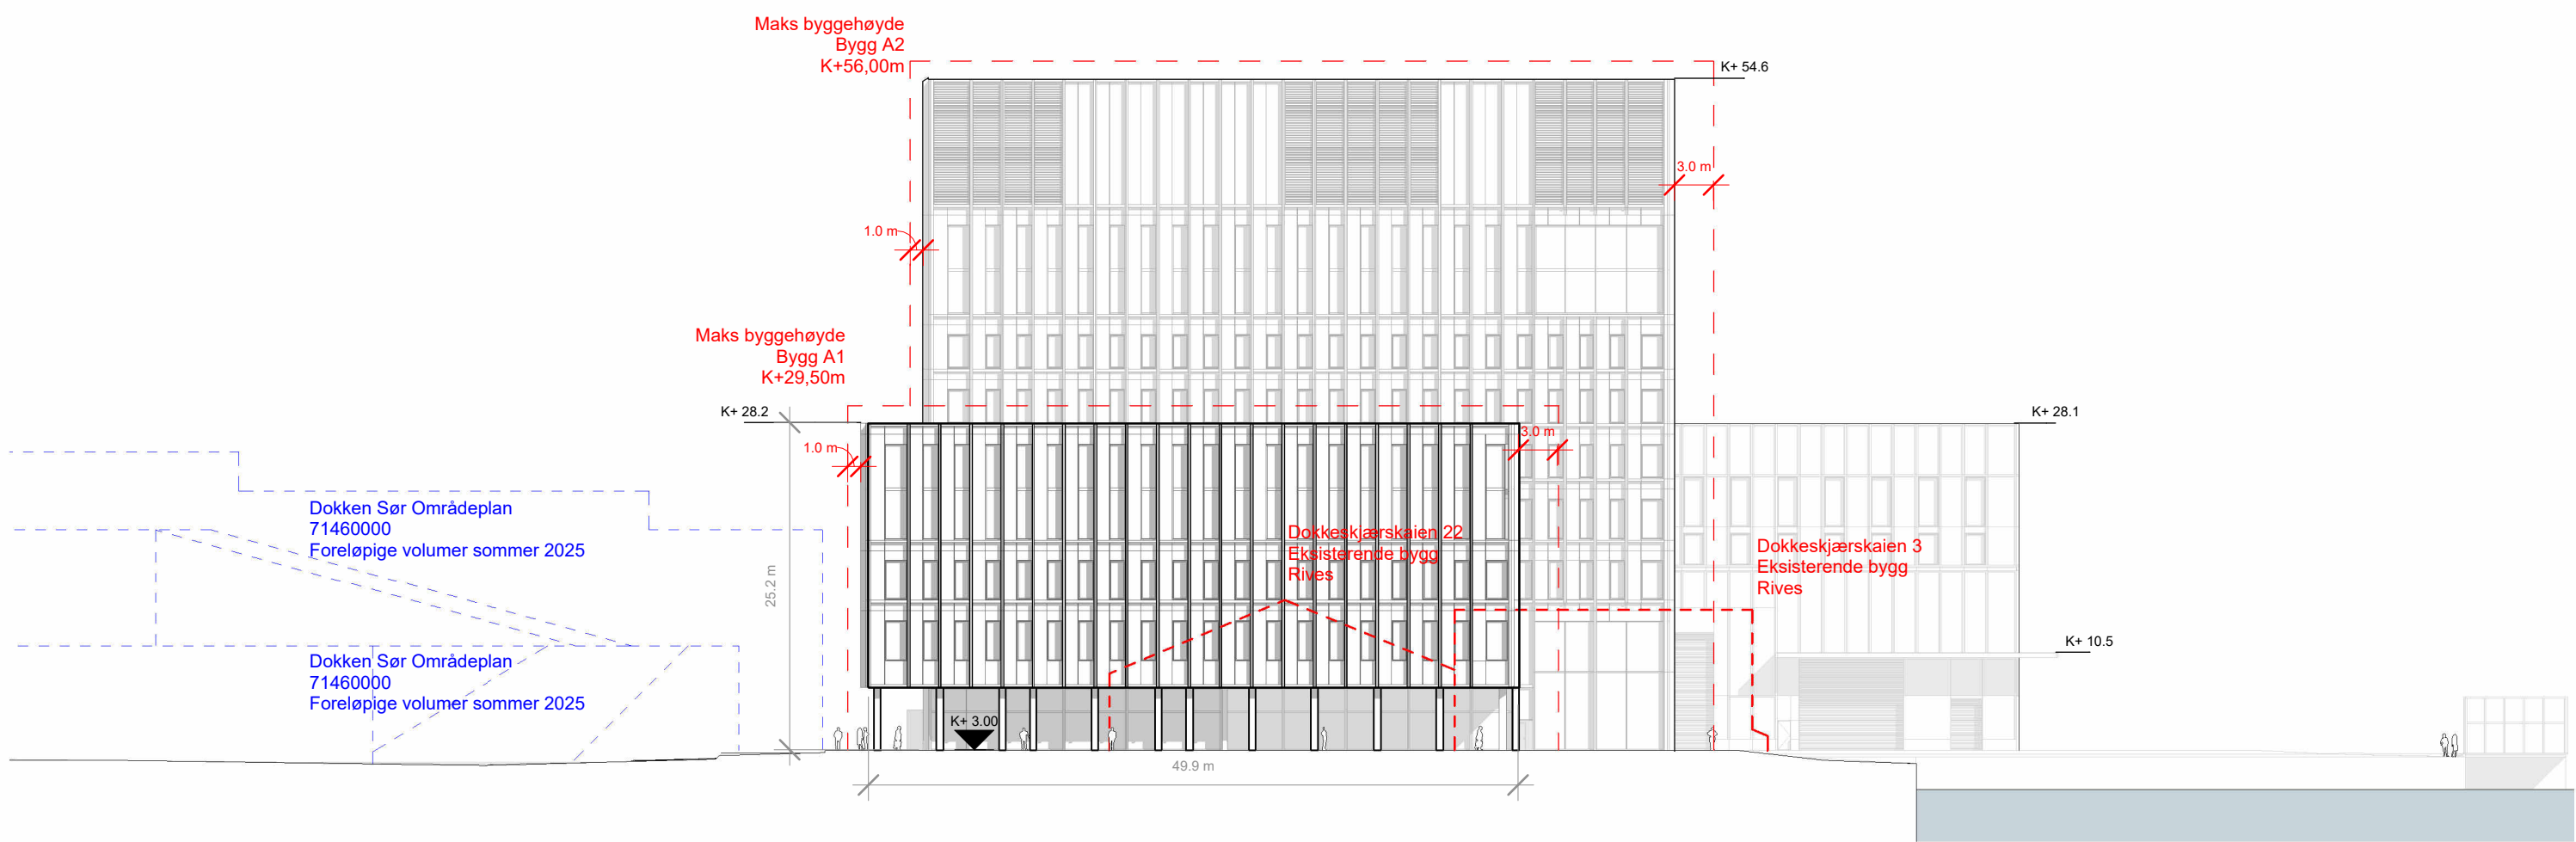 Maks byggehøyde
Bygg A2
K+56,00m
K+ 54.6
3.0 m
1.0 m
Maks byggehøyde
Bygg A1
K+29,50m
K+ 28.2
K+ 28.1
3.0 m
1.0 m
Dokken Sør Områdeplan
71460000
Foreløpige volumer sommer 2025
Dokkeskjærskaien 22
Eksisterende bygg
Rives
Dokkeskjærskaien 3
Eksisterende bygg
Rives
25.2 m
K+ 10.5
Dokken Sør Områdeplan
71460000
Foreløpige volumer sommer 2025
K+ 3.00
49.9 m